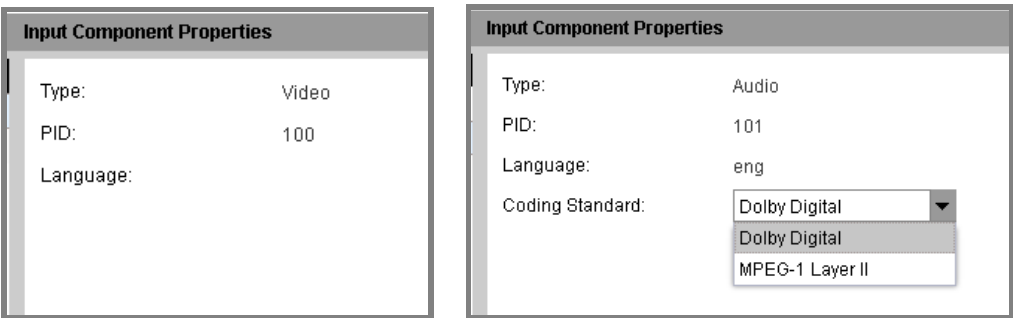 Input Component Properties
Type: Video
PID: 100
Language:
Input Component Properties
Type: Audio
PID: 101
Language: eng
Coding Standard: Dolby Digital
Dolby Digital
MPEG-1 Layer II